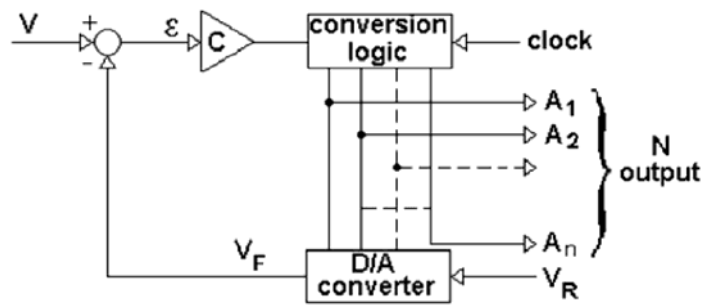 V
+
-
ε
C
conversion
logic
clock
A1
A2
N
output
An
VF
D/A
converter
VR